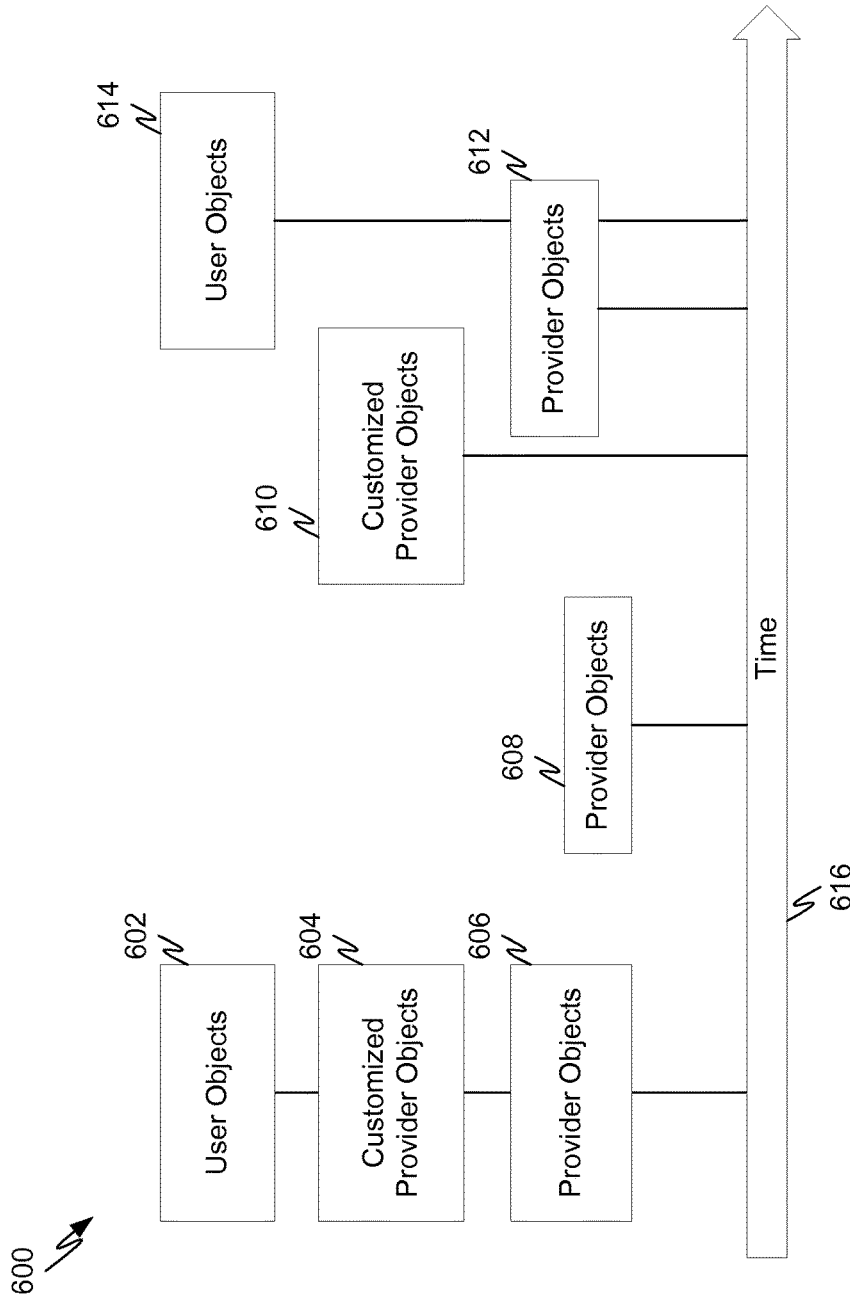 600
602
User Objects
604
Customized
Provider Objects
606
Provider Objects
608
Provider Objects
610
Customized
Provider Objects
612
Provider Objects
614
User Objects
Time
616